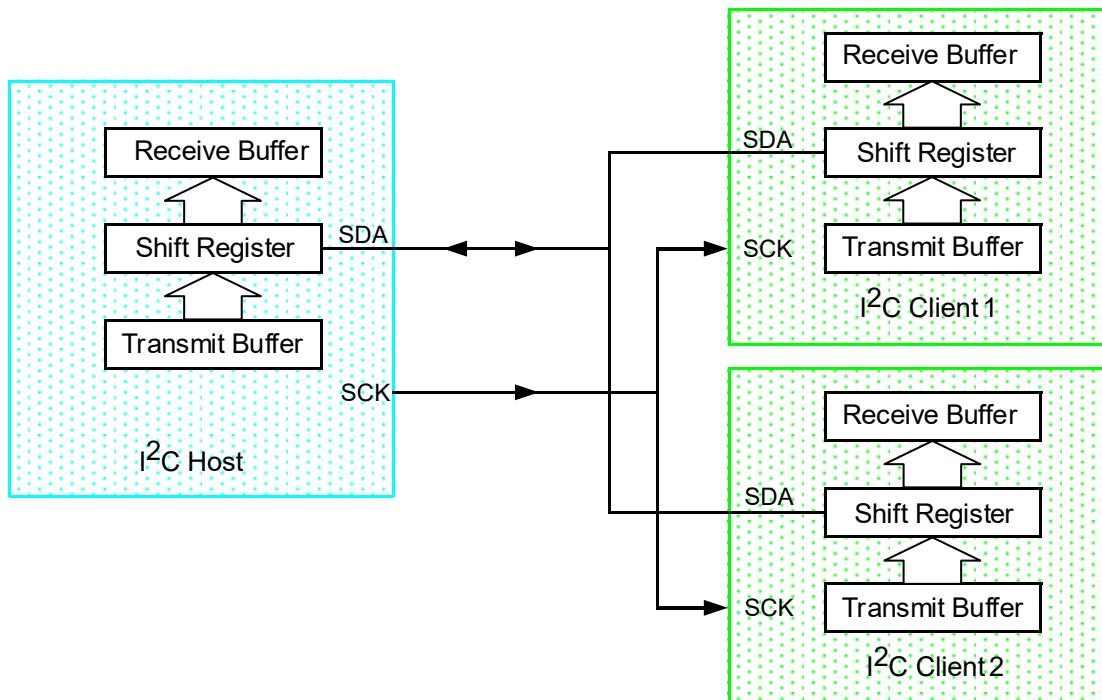 Receive Buffer
Shift Register
SDA
Transmit Buffer
SCK
I²C Host
Receive Buffer
SDA
Shift Register
SCK
Transmit Buffer
I²C Client 1
Receive Buffer
SDA
Shift Register
SCK
Transmit Buffer
I²C Client 2